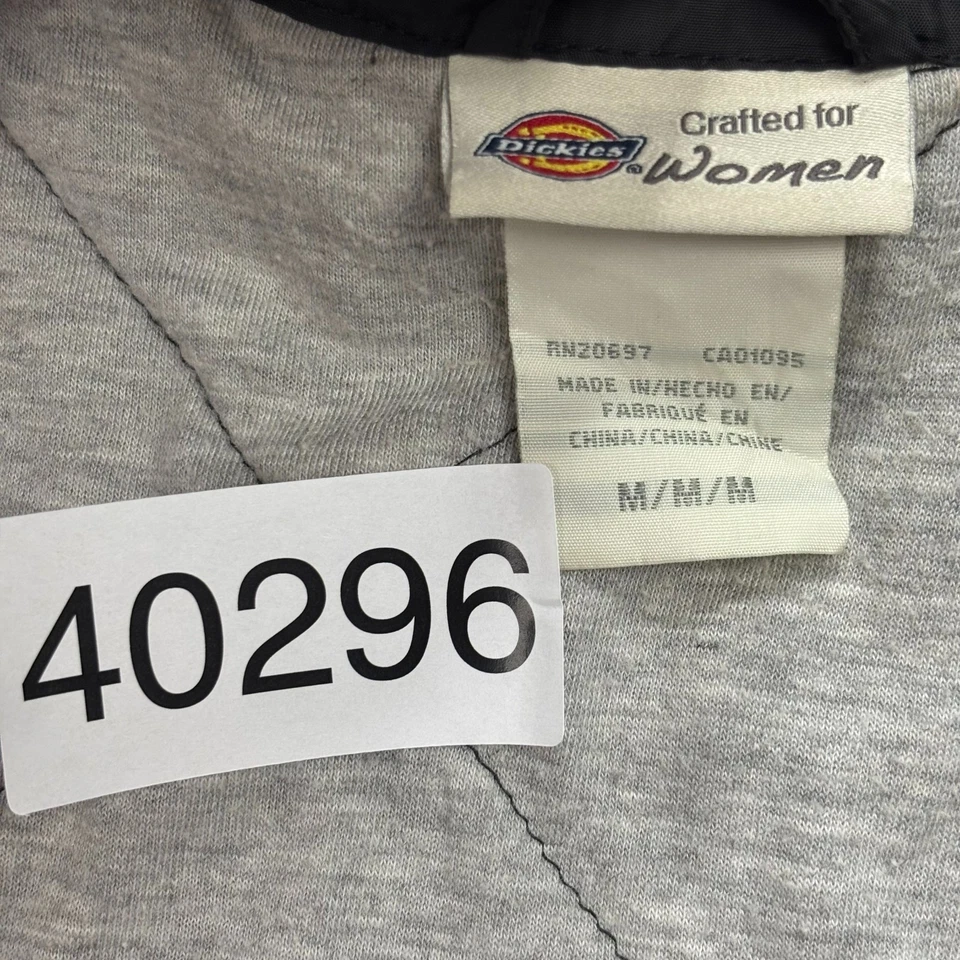 Dickies®
Crafted for
Women
RN20697 CA01095
MADE IN/HECHO EN/
FABRIQUÉ EN
CHINA/CHINA/CHINE
M/M/M
40296